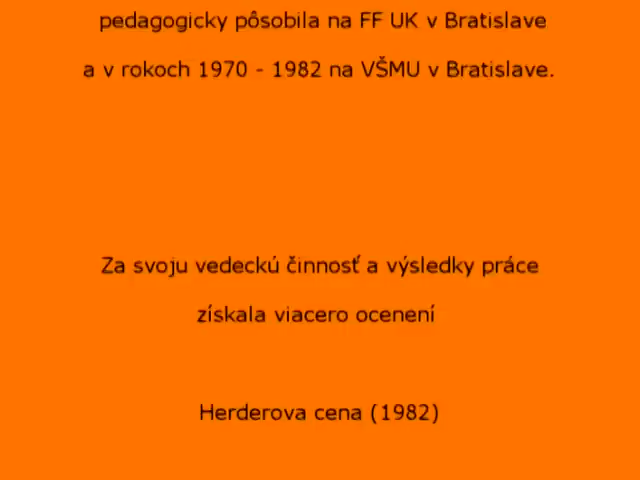 pedagogicky pôsobila na FF UK v Bratislave
a v rokoch 1970 - 1982 na VŠMU v Bratislave.
Za svoju vedeckú činnosť a výsledky práce
získala viacero ocenení
Herderova cena (1982)